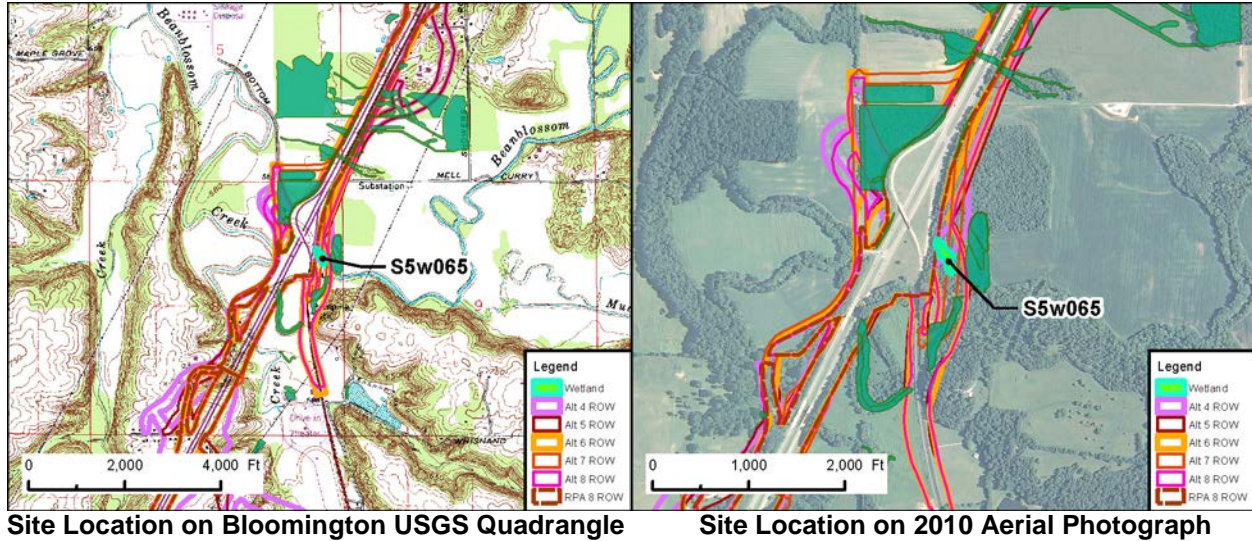 MAPLE GROVE
5
BOTTOM
Beanblossom
Beanblossom
Substation
MELL
CURRY
Creek
Creek
S5w065
9
Creek
Drive-in
Theater
WHISNAND
Legend
Wetland
Alt 4 ROW
Alt 5 ROW
Alt 6 ROW
Alt 7 ROW
Alt 8 ROW
RPA 8 ROW
0 2,000 4,000 Ft
S5w065
Legend
Wetland
Alt 4 ROW
Alt 5 ROW
Alt 6 ROW
Alt 7 ROW
Alt 8 ROW
RPA 8 ROW
0 1,000 2,000 Ft
Site Location on Bloomington USGS Quadrangle
Site Location on 2010 Aerial Photograph